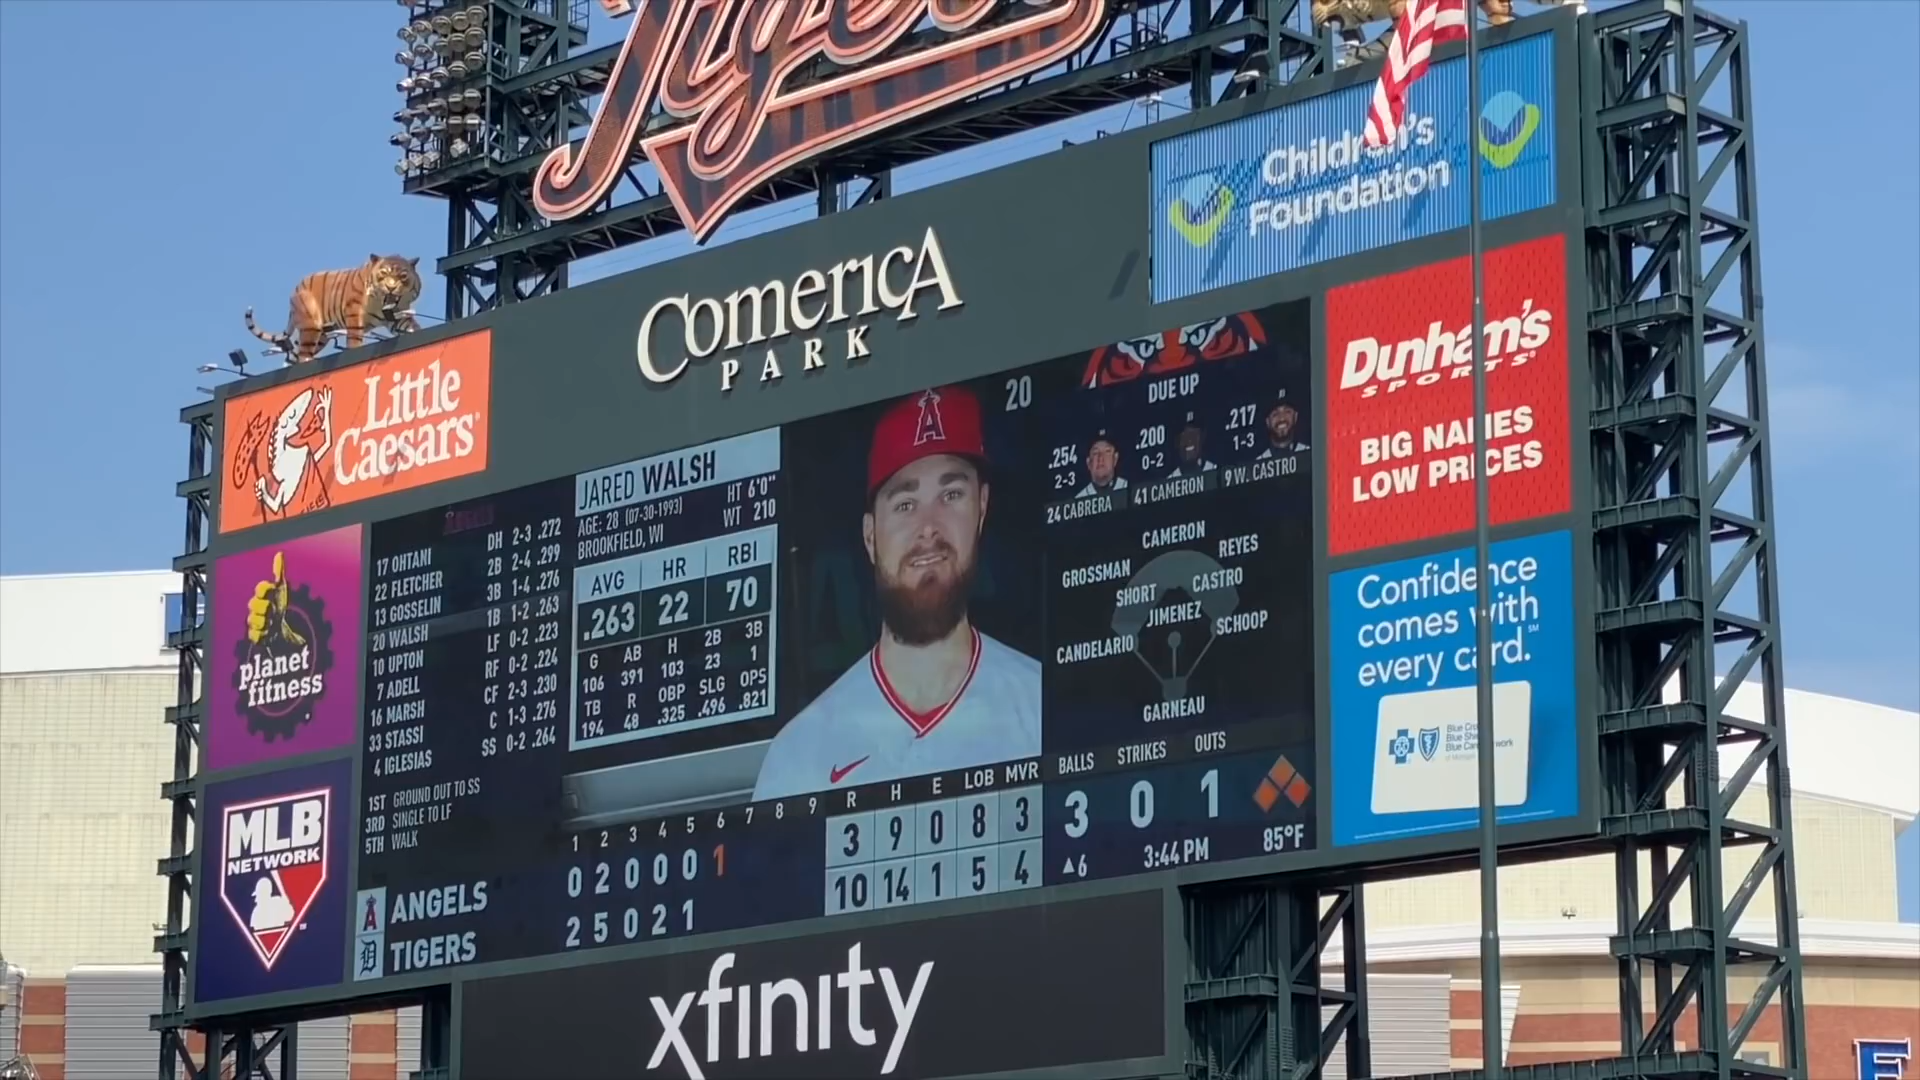 Tigers
Children's
Foundation
Comerica
PARK
Little
Caesars
Dunham's
SPORTS
BIG NAMES
LOW PRICES
planet
fitness
MLB
NETWORK
Confidence
comes with
every card.
JARED WALSH
AGE: 28 (07-30-1993)
HT 6'0"
BROOKFIELD, WI
WT 210
AVG HR RBI
.263 22 70
G AB H 2B 3B
106 391 103 23 1
TB R OBP SLG OPS
194 48 .325 .496 .821
20
17 OHTANI DH 2-3 .272
22 FLETCHER 2B 2-4 .299
13 GOSSELIN 3B 1-4 .276
20 WALSH 1B 1-2 .263
10 UPTON LF 0-2 .223
7 ADELL RF 0-2 .224
16 MARSH CF 2-3 .230
33 STASSI C 1-3 .276
4 IGLESIAS SS 0-2 .264
1ST GROUND OUT TO SS
3RD SINGLE TO LF
5TH WALK
DUE UP
.254 .200 .217
2-3 0-2 1-3
24 CABRERA 41 CAMERON 9 W. CASTRO
CAMERON
GROSSMAN REYES
SHORT CASTRO
JIMENEZ
CANDELARIO SCHOOP
GARNEAU
BALLS STRIKES OUTS
3 0 1
▲6 3:44 PM 85°F
1 2 3 4 5 6 7 8 9 R H E LOB MVR
ANGELS 0 2 0 0 0 1 3 9 0 8 3
TIGERS 2 5 0 2 1 10 14 1 5 4
xfinity